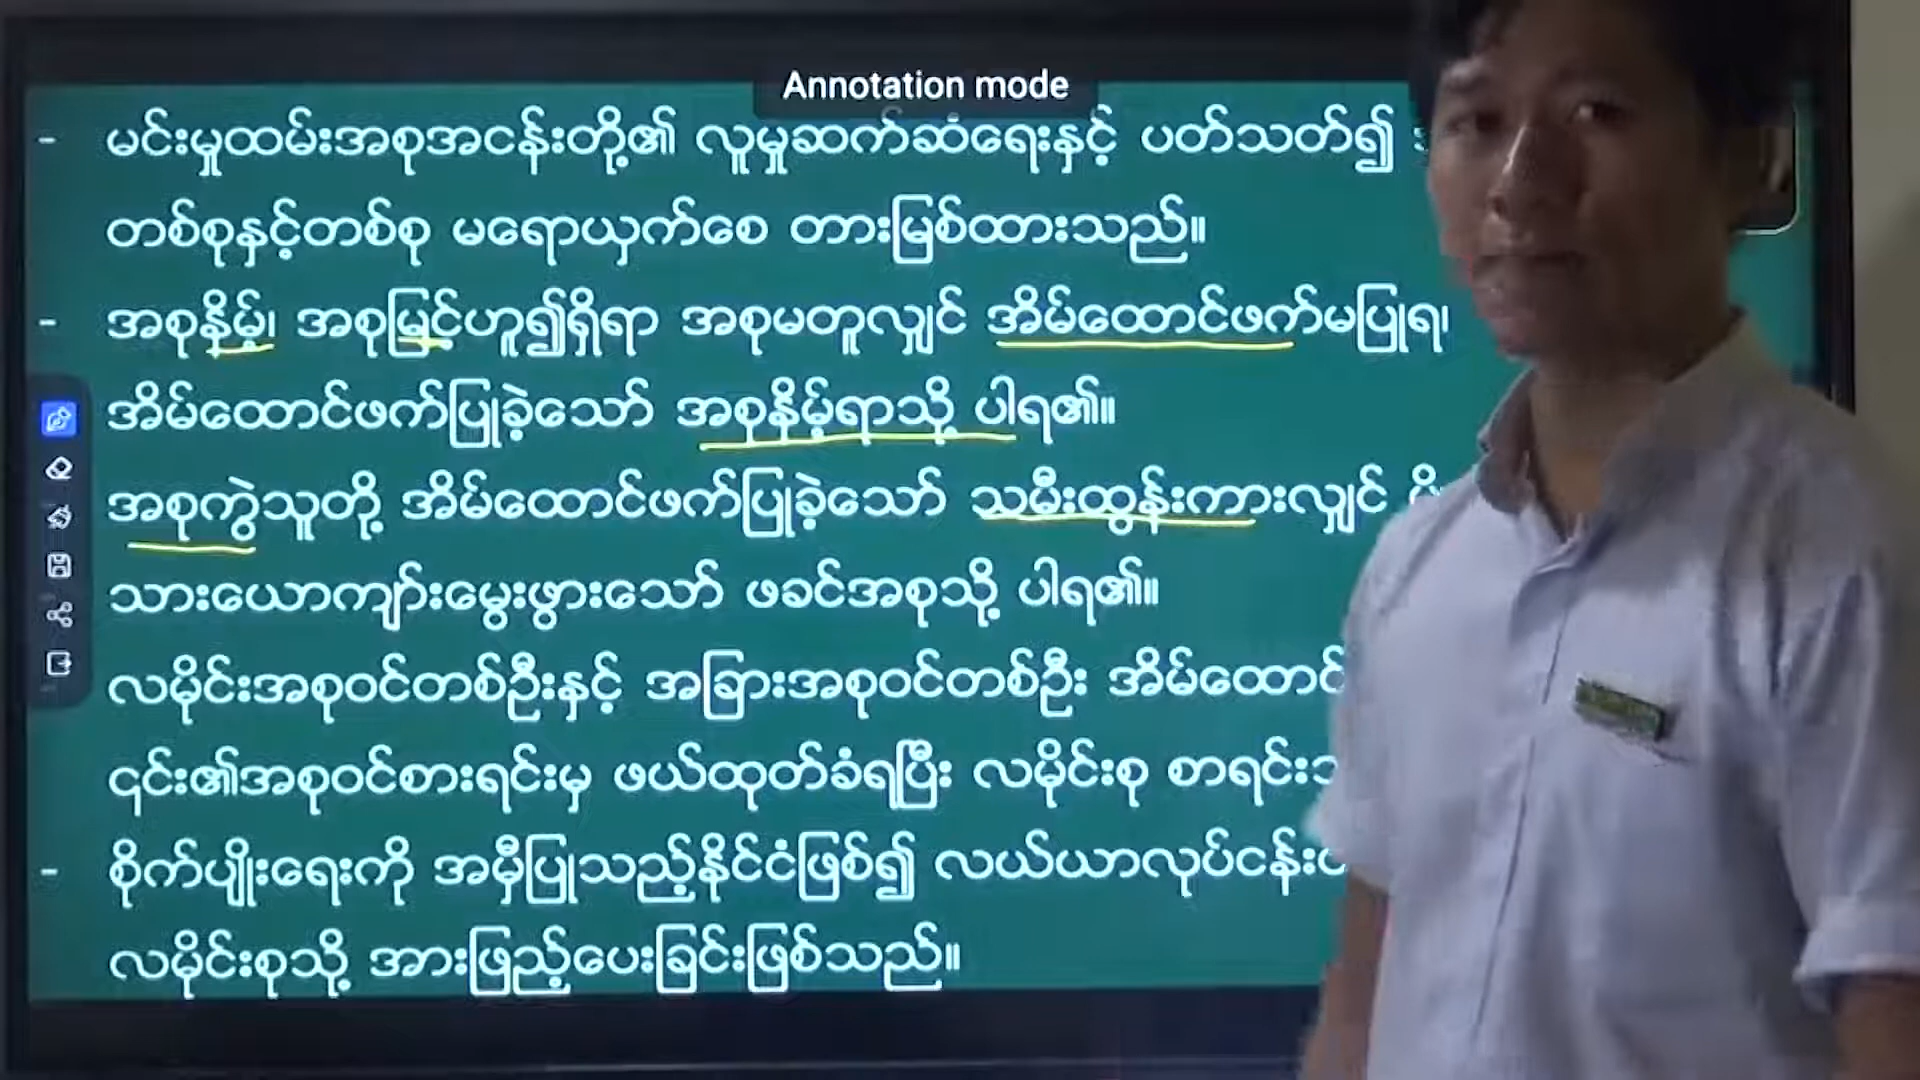 Annotation mode
- မင်းမှုထမ်းအစုအငန်းတို့၏ လူမှုဆက်ဆံရေးနှင့် ပတ်သတ်၍
တစ်စုနှင့်တစ်စု မရောယှက်စေ တားမြစ်ထားသည်။
- အစုနိမ့်၊ အစုမြင့်ဟူ၍ရှိရာ အစုမတူလျှင် အိမ်ထောင်ဖက်မပြုရ၊
အိမ်ထောင်ဖက်ပြုခဲ့သော် အစုနိမ့်ရာသို့ ပါရ၏။
အစုကွဲသူတို့ အိမ်ထောင်ဖက်ပြုခဲ့သော် သမီးထွန်းကားလျှင်
သားယောကျာ်းမွေးဖွားသော် ဖခင်အစုသို့ ပါရ၏။
လမိုင်းအစုဝင်တစ်ဦးနှင့် အခြားအစုဝင်တစ်ဦး အိမ်ထောင်
၎င်း၏အစုဝင်စားရင်းမှ ဖယ်ထုတ်ခံရပြီး လမိုင်းစု စာရင်း
- စိုက်ပျိုးရေးကို အမှီပြုသည့်နိုင်ငံဖြစ်၍ လယ်ယာလုပ်ငန်း
လမိုင်းစုသို့ အားဖြည့်ပေးခြင်းဖြစ်သည်။